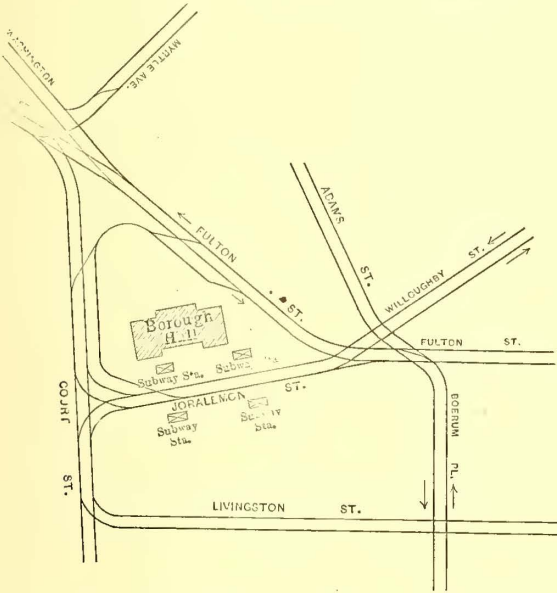 WASHINGTON
MYRTLE AVE.
ADAMS
ST.
FULTON
ST.
WILLOUGHBY
ST.
FULTON ST.
Borough
Hall
Subway Sta.
JORALEMON ST.
Subway
Sta.
Sta.
COURT
ST.
BOERUM
PL.
LIVINGSTON ST.